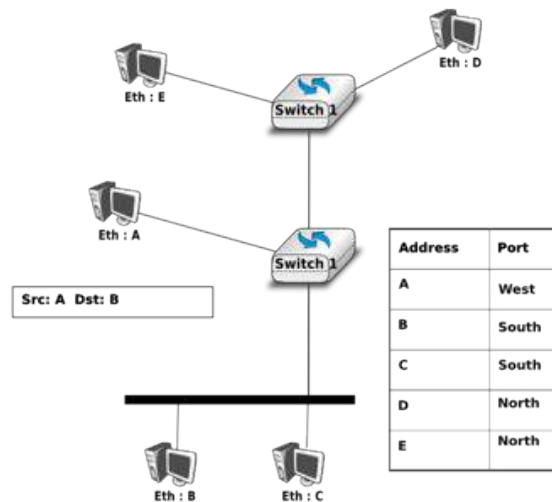 Eth : E
Eth : D
Switch 1
Eth : A
Switch 1
Src: A Dst: B
Address Port
A West
B South
C South
D North
E North
Eth : B
Eth : C